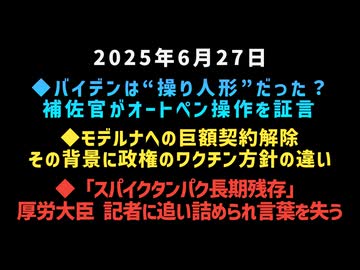 2025年6月27日
◆バイデンは“操り人形”だった？
補佐官がオートペン操作を証言
◆モデルナへの巨額契約解除
その背景に政権のワクチン方針の違い
◆「スパイクタンパク長期残存」
厚労大臣 記者に追い詰められ言葉を失う